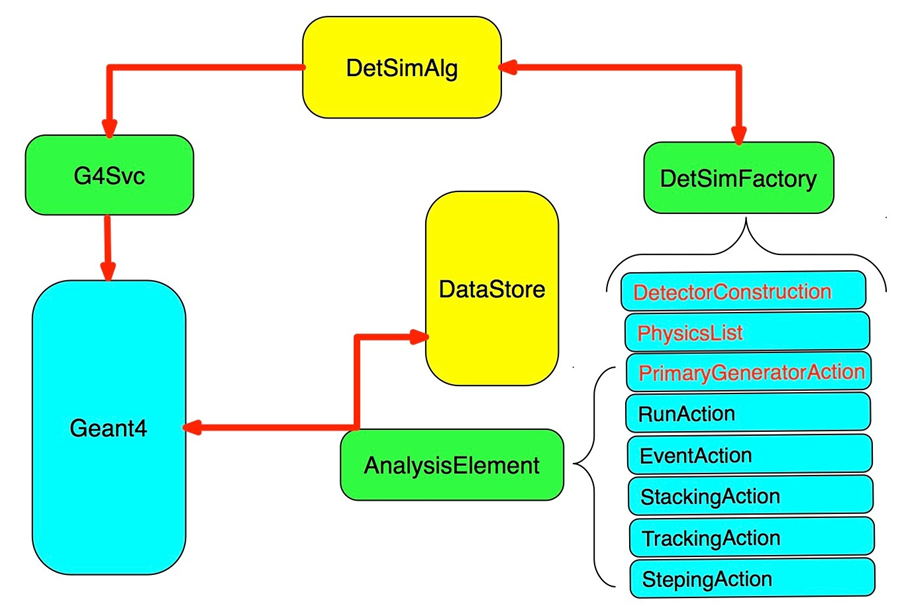 DetSimAlg
G4Svc
DetSimFactory
DataStore
DetectorConstruction
PhysicsList
PrimaryGeneratorAction
RunAction
Geant4
EventAction
AnalysisElement
StackingAction
TrackingAction
StepingAction